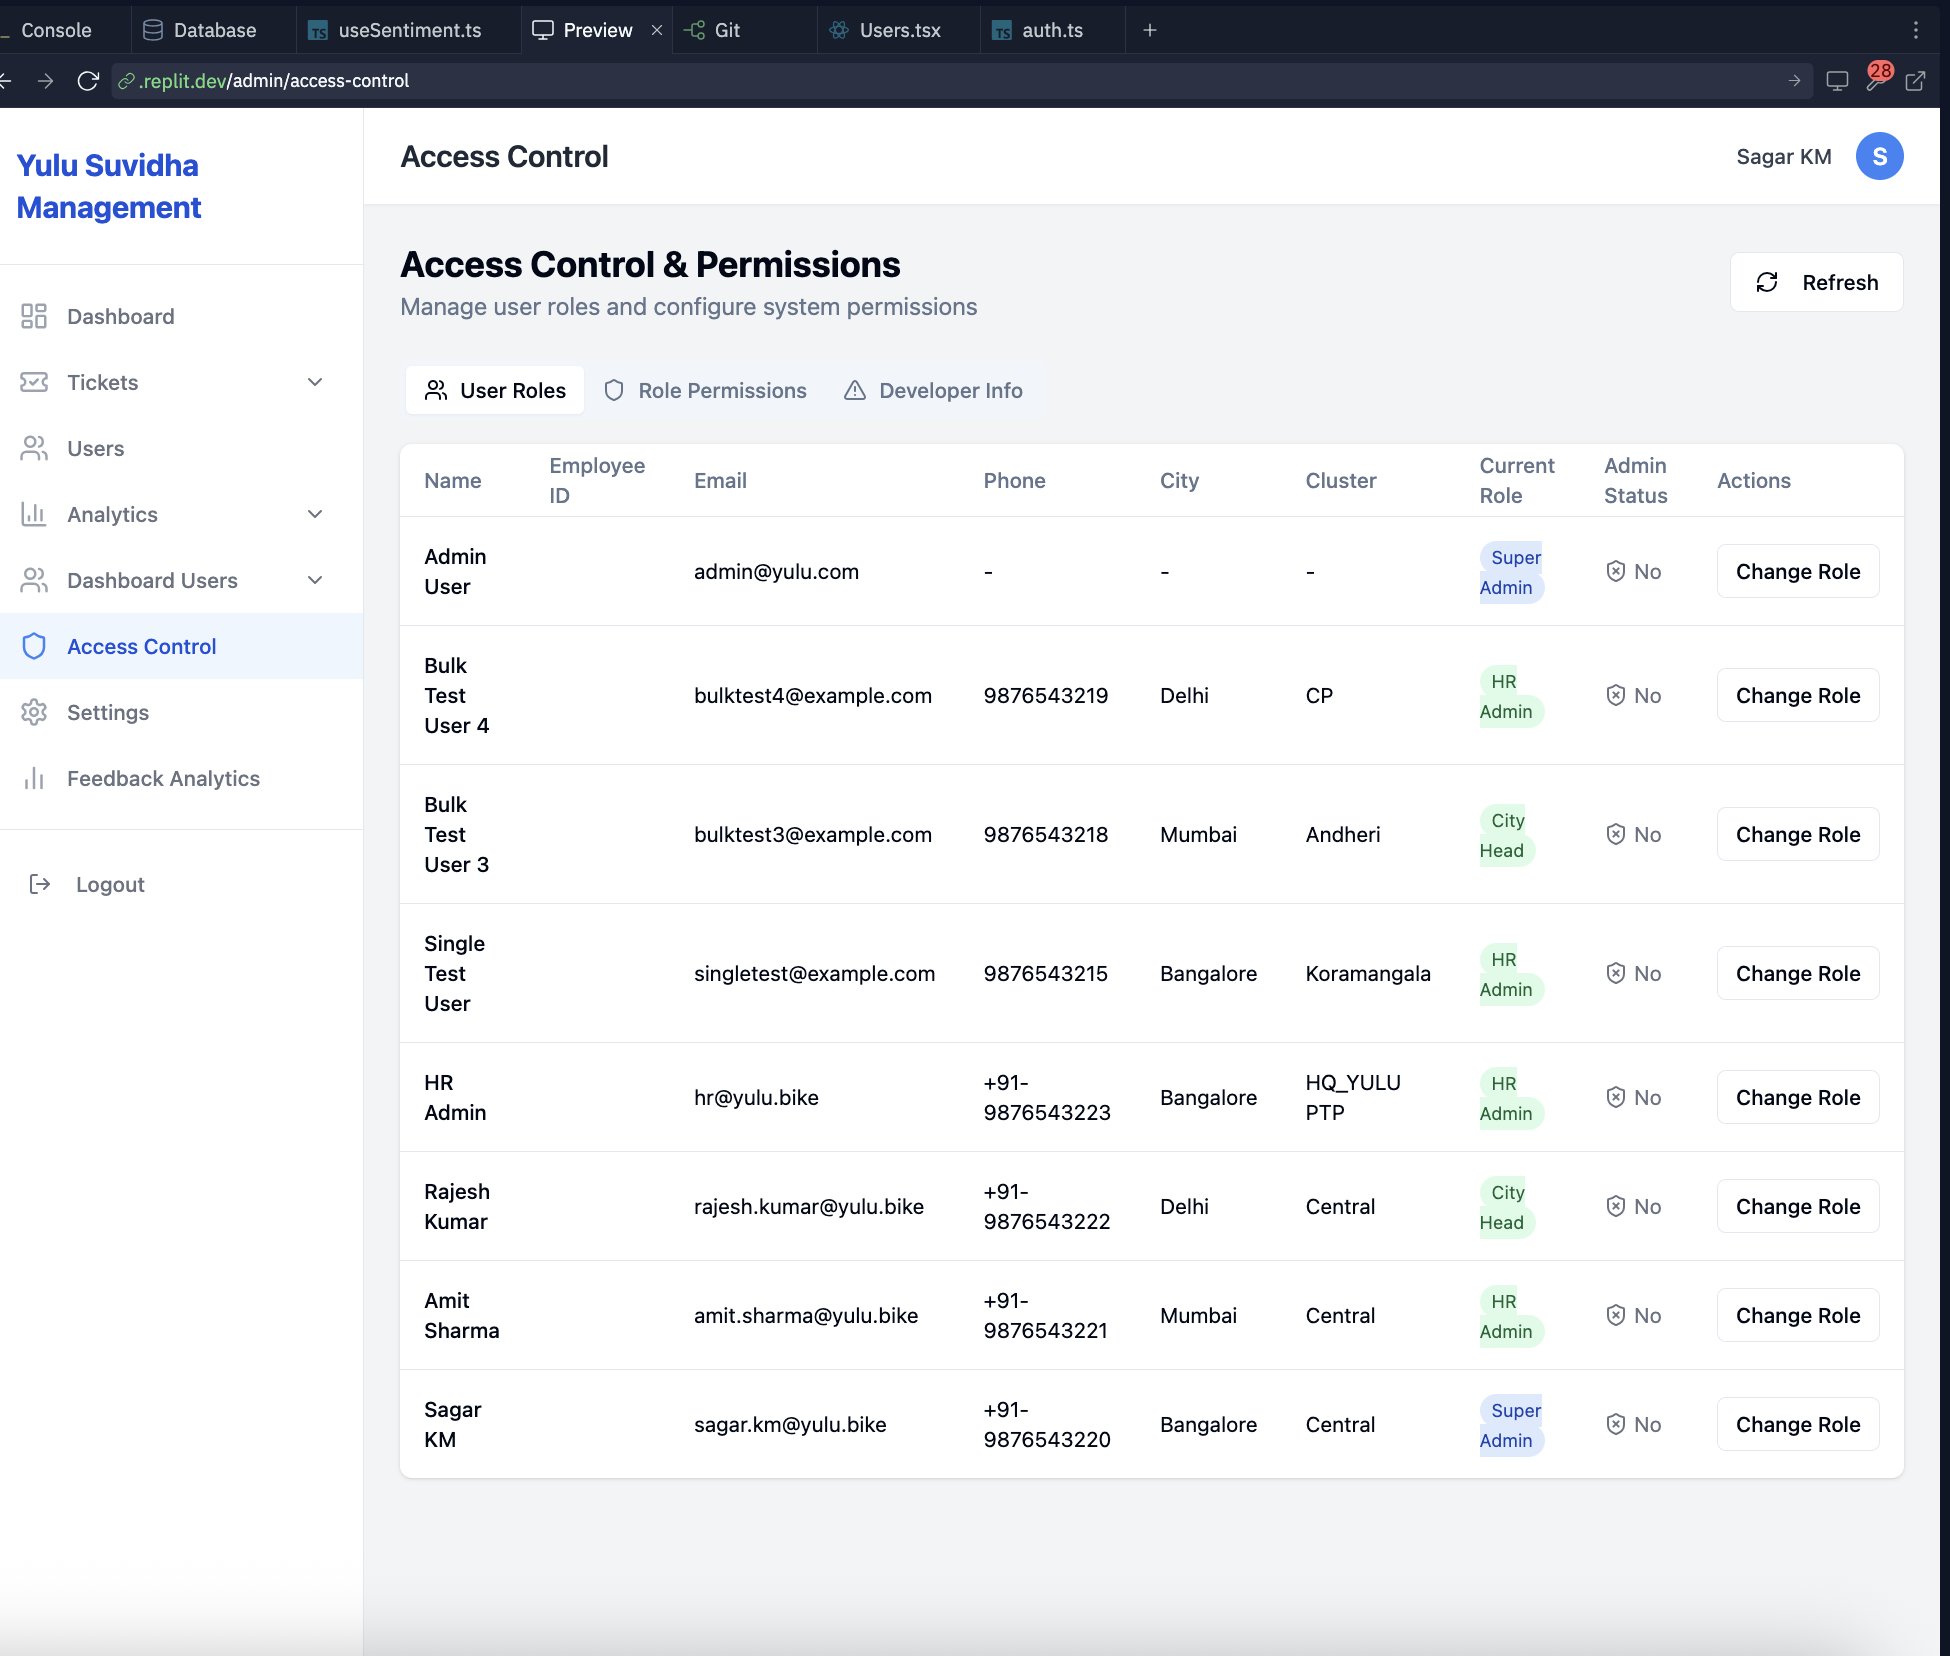 Console
Database
TS useSentiment.ts
Preview
Git
Users.tsx
TS auth.ts
.replit.dev/admin/access-control
28
Yulu Suvidha
Management
Access Control
Sagar KM
S
Dashboard
Tickets
Users
Analytics
Dashboard Users
Access Control
Settings
Feedback Analytics
Logout
Access Control & Permissions
Manage user roles and configure system permissions
Refresh
User Roles
Role Permissions
Developer Info
Name
Employee
ID
Email
Phone
City
Cluster
Current
Role
Admin
Status
Actions
Admin
User
admin@yulu.com
-
-
-
Super
Admin
No
Change Role
Bulk
Test
User 4
bulktest4@example.com
9876543219
Delhi
CP
HR
Admin
No
Change Role
Bulk
Test
User 3
bulktest3@example.com
9876543218
Mumbai
Andheri
City
Head
No
Change Role
Single
Test
User
singletest@example.com
9876543215
Bangalore
Koramangala
HR
Admin
No
Change Role
HR
Admin
hr@yulu.bike
+91-
9876543223
Bangalore
HQ_YULU
PTP
HR
Admin
No
Change Role
Rajesh
Kumar
rajesh.kumar@yulu.bike
+91-
9876543222
Delhi
Central
City
Head
No
Change Role
Amit
Sharma
amit.sharma@yulu.bike
+91-
9876543221
Mumbai
Central
HR
Admin
No
Change Role
Sagar
KM
sagar.km@yulu.bike
+91-
9876543220
Bangalore
Central
Super
Admin
No
Change Role